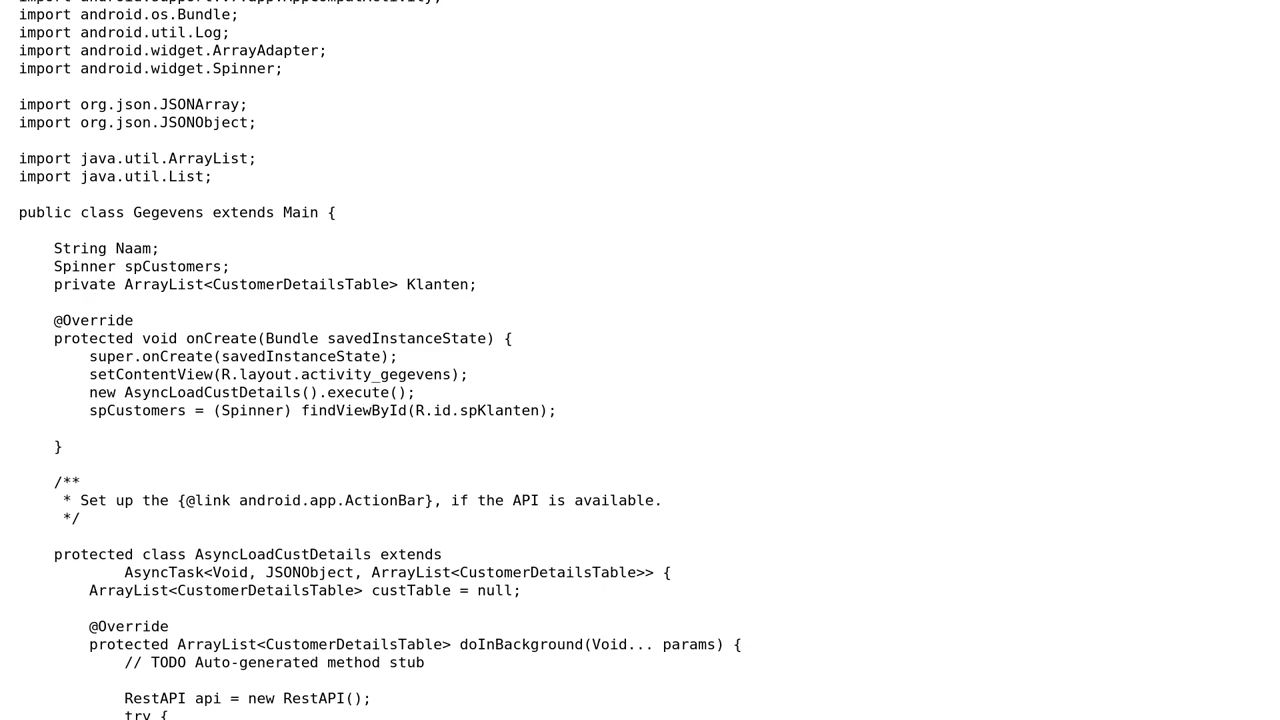 import android.os.Bundle;
import android.util.Log;
import android.widget.ArrayAdapter;
import android.widget.Spinner;

import org.json.JSONArray;
import org.json.JSONObject;

import java.util.ArrayList;
import java.util.List;

public class Gegevens extends Main {

    String Naam;
    Spinner spCustomers;
    private ArrayList<CustomerDetailsTable> Klanten;

    @Override
    protected void onCreate(Bundle savedInstanceState) {
        super.onCreate(savedInstanceState);
        setContentView(R.layout.activity_gegevens);
        new AsyncLoadCustDetails().execute();
        spCustomers = (Spinner) findViewById(R.id.spKlanten);

    }

    /**
     * Set up the {@link android.app.ActionBar}, if the API is available.
     */

    protected class AsyncLoadCustDetails extends
            AsyncTask<Void, JSONObject, ArrayList<CustomerDetailsTable>> {
        ArrayList<CustomerDetailsTable> custTable = null;

        @Override
        protected ArrayList<CustomerDetailsTable> doInBackground(Void... params) {
            // TODO Auto-generated method stub

            RestAPI api = new RestAPI();
            try {